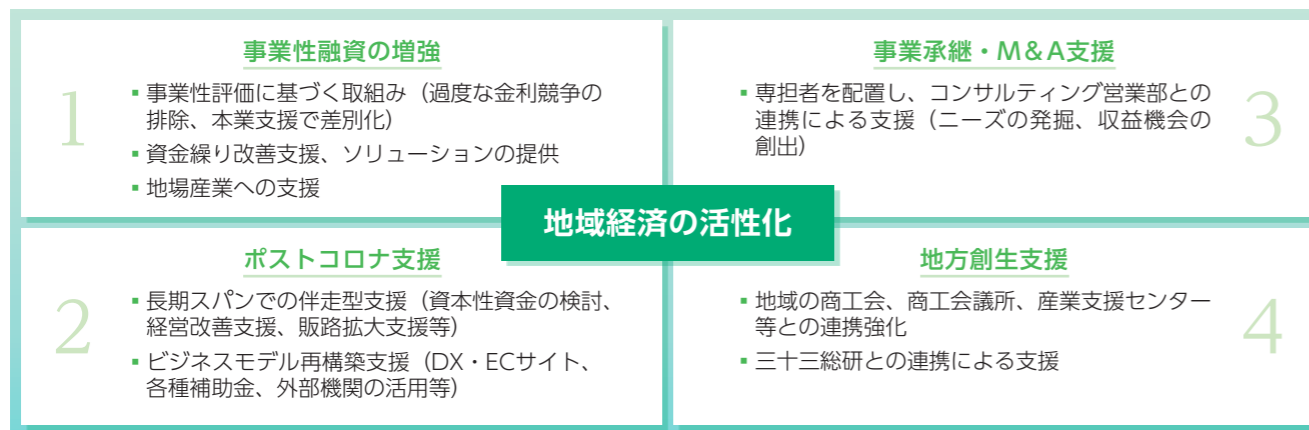 事業性融資の増強
1
▪事業性評価に基づく取組み（過度な金利競争の
排除、本業支援で差別化）
▪資金繰り改善支援、ソリューションの提供
▪地場産業への支援
ポストコロナ支援
2
▪長期スパンでの伴走型支援（資本性資金の検討、
経営改善支援、販路拡大支援等）
▪ビジネスモデル再構築支援（DX・ECサイト、
各種補助金、外部機関の活用等）
地域経済の活性化
事業承継・M＆A支援
3
▪専担者を配置し、コンサルティング営業部との
連携による支援（ニーズの発掘、収益機会の
創出）
地方創生支援
4
▪地域の商工会、商工会議所、産業支援センター
等との連携強化
▪三十三総研との連携による支援